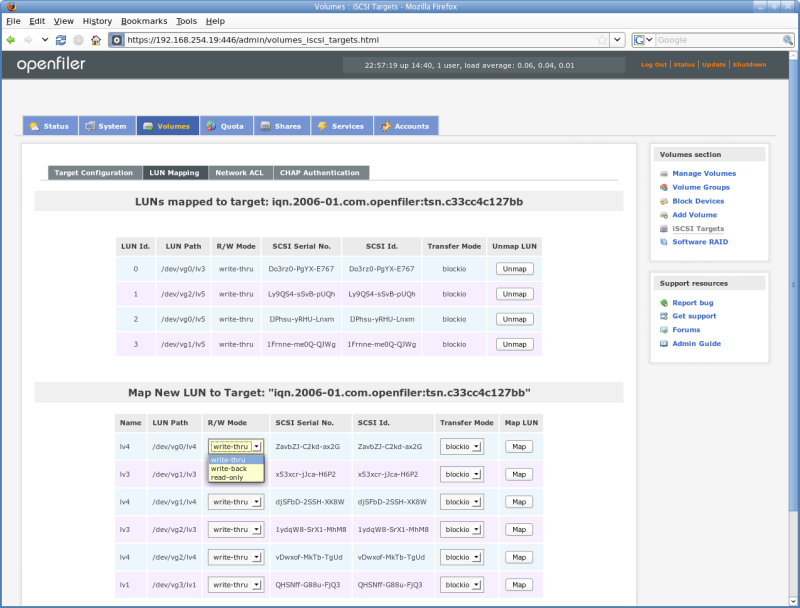 Volumes : iSCSI Targets - Mozilla Firefox
File Edit View History Bookmarks Tools Help
https://192.168.254.19:446/admin/volumes_iscsi_targets.html
Google
openfiler
22:57:19 up 14:40, 1 user, load average: 0.06, 0.04, 0.01
Log Out | Status | Update | Shutdown
Status System Volumes Quota Shares Services Accounts
Target Configuration LUN Mapping Network ACL CHAP Authentication
LUNs mapped to target: iqn.2006-01.com.openfiler:tsn.c33cc4c127bb
LUN Id. LUN Path R/W Mode SCSI Serial No. SCSI Id. Transfer Mode Unmap LUN
0 /dev/vg0/lv3 write-thru Do3rz0-PgYX-E767 Do3rz0-PgYX-E767 blockio Unmap
1 /dev/vg2/lv5 write-thru Ly9QS4-sSvB-pUQh Ly9QS4-sSvB-pUQh blockio Unmap
2 /dev/vg0/lv5 write-thru IJPhsu-yRHU-Lnxm IJPhsu-yRHU-Lnxm blockio Unmap
3 /dev/vg1/lv5 write-thru 1Frnne-me0Q-QJWg 1Frnne-me0Q-QJWg blockio Unmap
Map New LUN to Target: "iqn.2006-01.com.openfiler:tsn.c33cc4c127bb"
Name LUN Path R/W Mode SCSI Serial No. SCSI Id. Transfer Mode Map LUN
lv4 /dev/vg0/lv4 write-thru ZavbZJ-C2kd-ax2G ZavbZJ-C2kd-ax2G blockio Map
write-thru
write-back
read-only
lv3 /dev/vg1/lv3 x53xcr-jJca-H6P2 x53xcr-jJca-H6P2 blockio Map
lv4 /dev/vg1/lv4 write-thru djSFbD-2SSH-XK8W djSFbD-2SSH-XK8W blockio Map
lv3 /dev/vg2/lv3 write-thru 1ydqW8-SrX1-MhM8 1ydqW8-SrX1-MhM8 blockio Map
lv4 /dev/vg2/lv4 write-thru vDwxof-MkTb-TgUd vDwxof-MkTb-TgUd blockio Map
lv1 /dev/vg3/lv1 write-thru QHSNff-G88u-FJQ3 QHSNff-G88u-FJQ3 blockio Map
Volumes section
Manage Volumes
Volume Groups
Block Devices
Add Volume
iSCSI Targets
Software RAID
Support resources
Report bug
Get support
Forums
Admin Guide